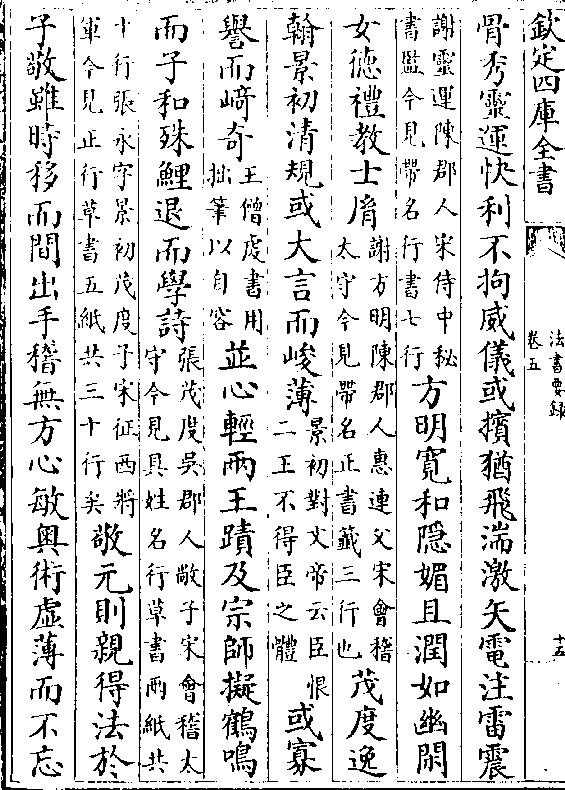 欽定四庫全書
法書要録
卷五
十五
骨秀靈運快利不拘威儀或擯猶飛湍激矢電注雷震
謝靈運陳郡人宋侍中秘
書監今見帶名行書七行
方明寛和隱媚且潤如幽閑
女徳禮教士胤
謝方明陳郡人惠連父宋會稽
太守今見帶名正書籤三行也
茂度逸
翰景初清規或大言而峻薄
景初對文帝云臣恨
二王不得臣之體
或寡
譽而﨑奇
王僧虔書用
拙筆以自容
並心輕兩王蹟及宗師擬鶴鳴
而子和殊鯉退而學詩
張茂度吳郡人敞子宋會稽太
守今見具姓名行草書兩紙共
十行張永字景初茂度子宋征西將
軍今見正行草書五紙共三十行矣
敬元則親得法於
子敬雖時移而間出手稽無方心敏奥術虚薄而不忘